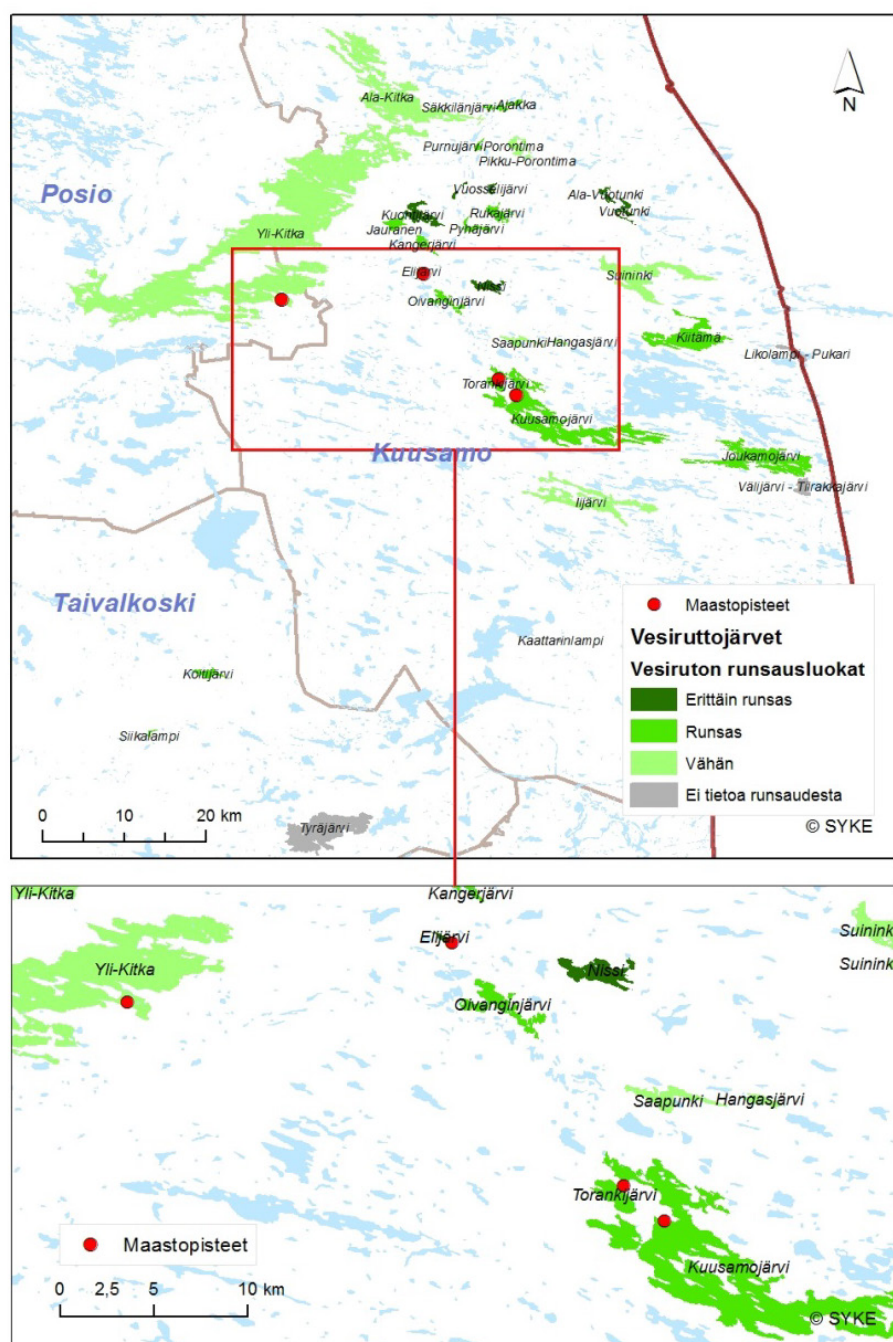 N
Ala-Kitka
Säkkilänjärvi Ajakka
Purnujärvi Porontima
Pikku-Porontima
Posio
Vuosselijärvi
Ala-Vuotunki
Kuontijärvi
Rukajärvi
Vuotunki
Yli-Kitka
Jauranen
Pyhäjärvi
Kangerjärvi
Elijärvi
Suininki
Nissi
Oivanginjärvi
Kiitämä
Saapunki Hangasjärvi
Likolampi - Pukari
Torankijärvi
Kuusamojärvi
Kuusamo
Joukamojärvi
Välijärvi - Tiirakkajärvi
Iijärvi
Taivalkoski
Maastopisteet
Vesiruttojärvet
Vesiruton runsausluokat
Erittäin runsas
Runsas
Vähän
Ei tietoa runsaudesta
© SYKE
Kaattarinlampi
Koitijärvi
Siikalampi
0 10 20 km
Tyräjärvi
Yli-Kitka
Kangerjärvi
Elijärvi
Suinink
Yli-Kitka
Nissi
Suinink
Oivanginjärvi
Saapunki Hangasjärvi
Torankijärvi
Kuusamojärvi
Maastopisteet
0 2,5 5 10 km
© SYKE